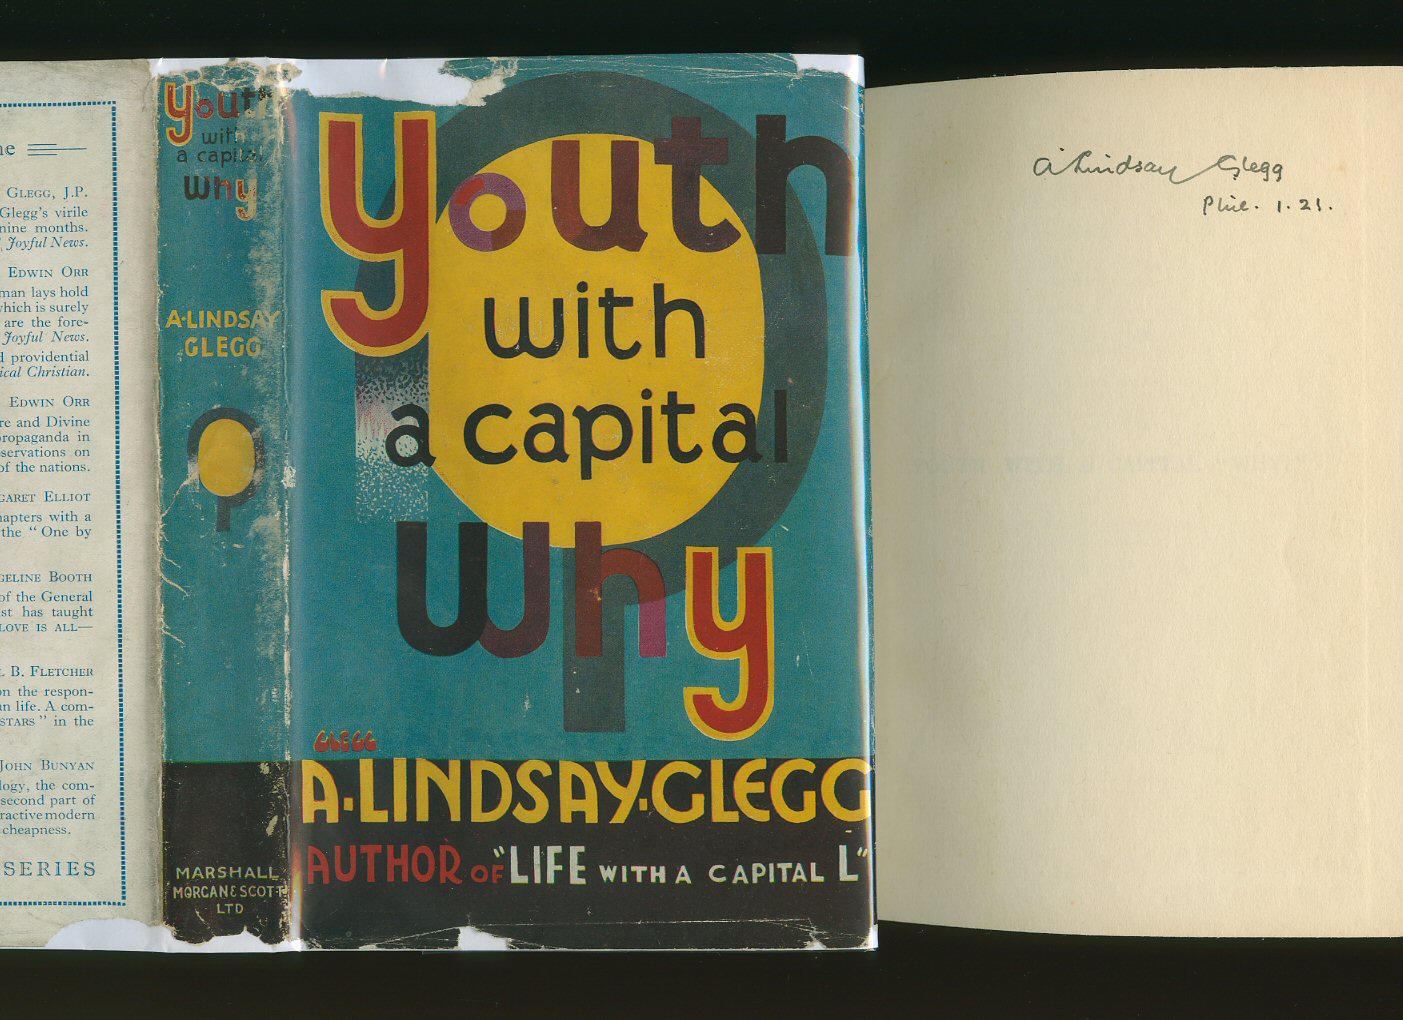 ne
Glegg, J.P.
Glegg's virile
nine months.
Joyful News.
Edwin Orr
man lays hold
which is surely
are the fore-
Joyful News.
providential
ical Christian.
Edwin Orr
re and Divine
propaganda in
servations on
of the nations.
garet Elliot
hapters with a
the "One by
geline Booth
of the General
st has taught
LOVE IS ALL—
B. Fletcher
on the respon-
an life. A com-
STARS" in the
John Bunyan
logy, the com-
second part of
ractive modern
cheapness.
SERIES
Youth
with
a capital
Why
A·LINDSAY
GLEGG
MARSHALL
MORGAN & SCOTT
LTD
Youth
with
a capital
Why
GLEGG
A·LINDSAY·GLEGG
AUTHOR OF "LIFE WITH A CAPITAL L"
A Lindsay Glegg
Phil. 1.21.